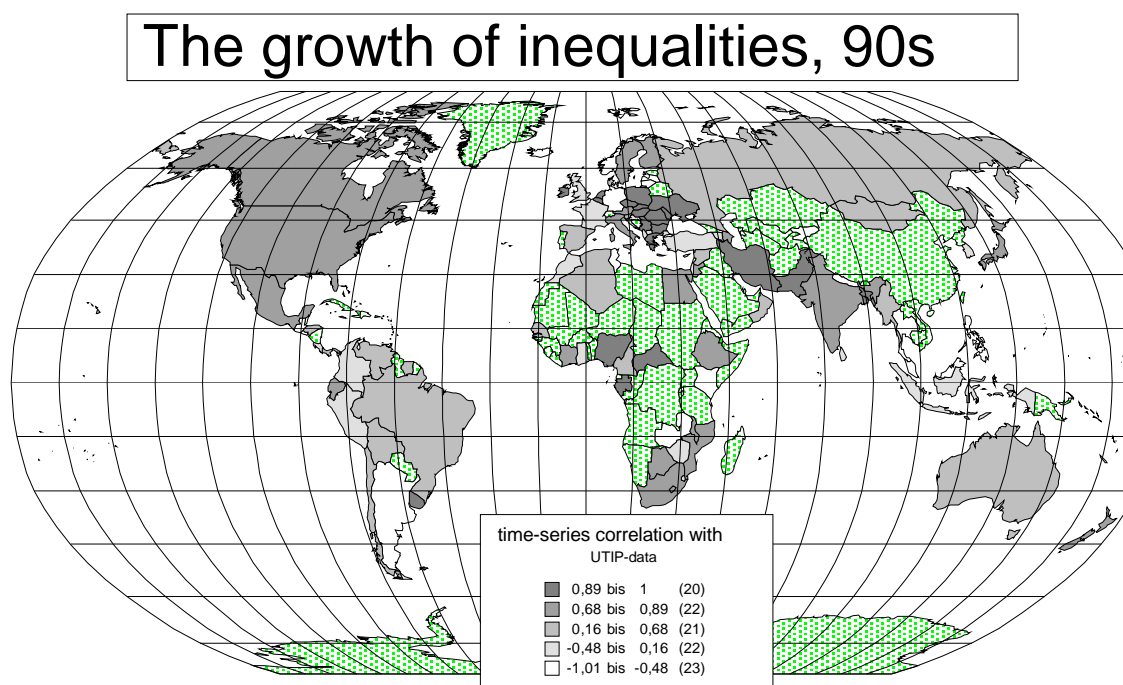 The growth of inequalities, 90s
time-series correlation with
UTIP-data
0,89 bis 1 (20)
0,68 bis 0,89 (22)
0,16 bis 0,68 (21)
-0,48 bis 0,16 (22)
-1,01 bis -0,48 (23)